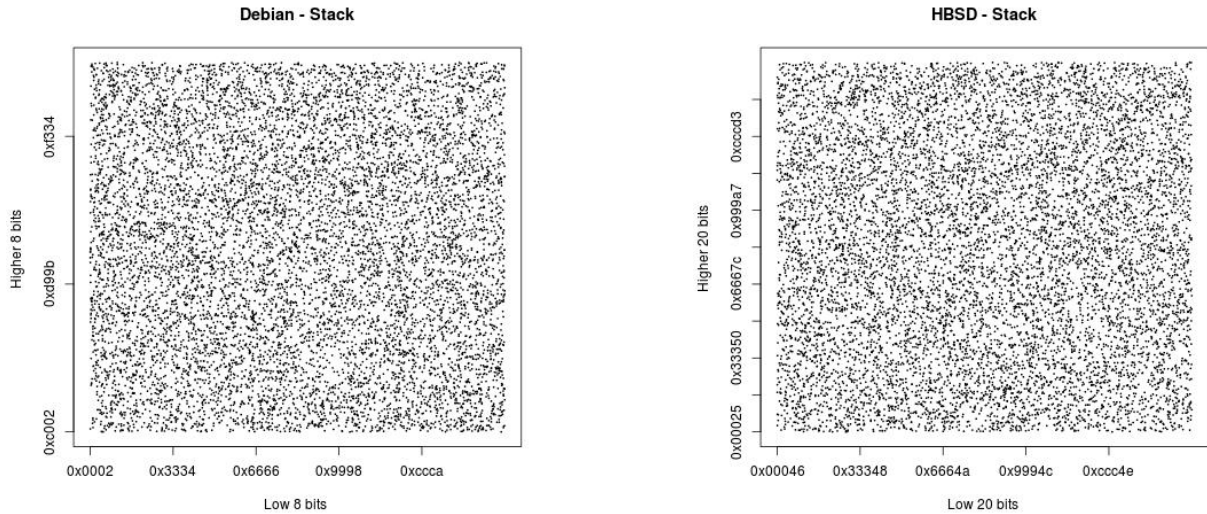 Debian - Stack
Higher 8 bits
0xf334
0xd99b
0xc002
0x0002 0x3334 0x6666 0x9998 0xccca
Low 8 bits
HBSD - Stack
Higher 20 bits
0xcccd3
0x999a7
0x6667c
0x33350
0x00025
0x00046 0x33348 0x6664a 0x9994c 0xccc4e
Low 20 bits